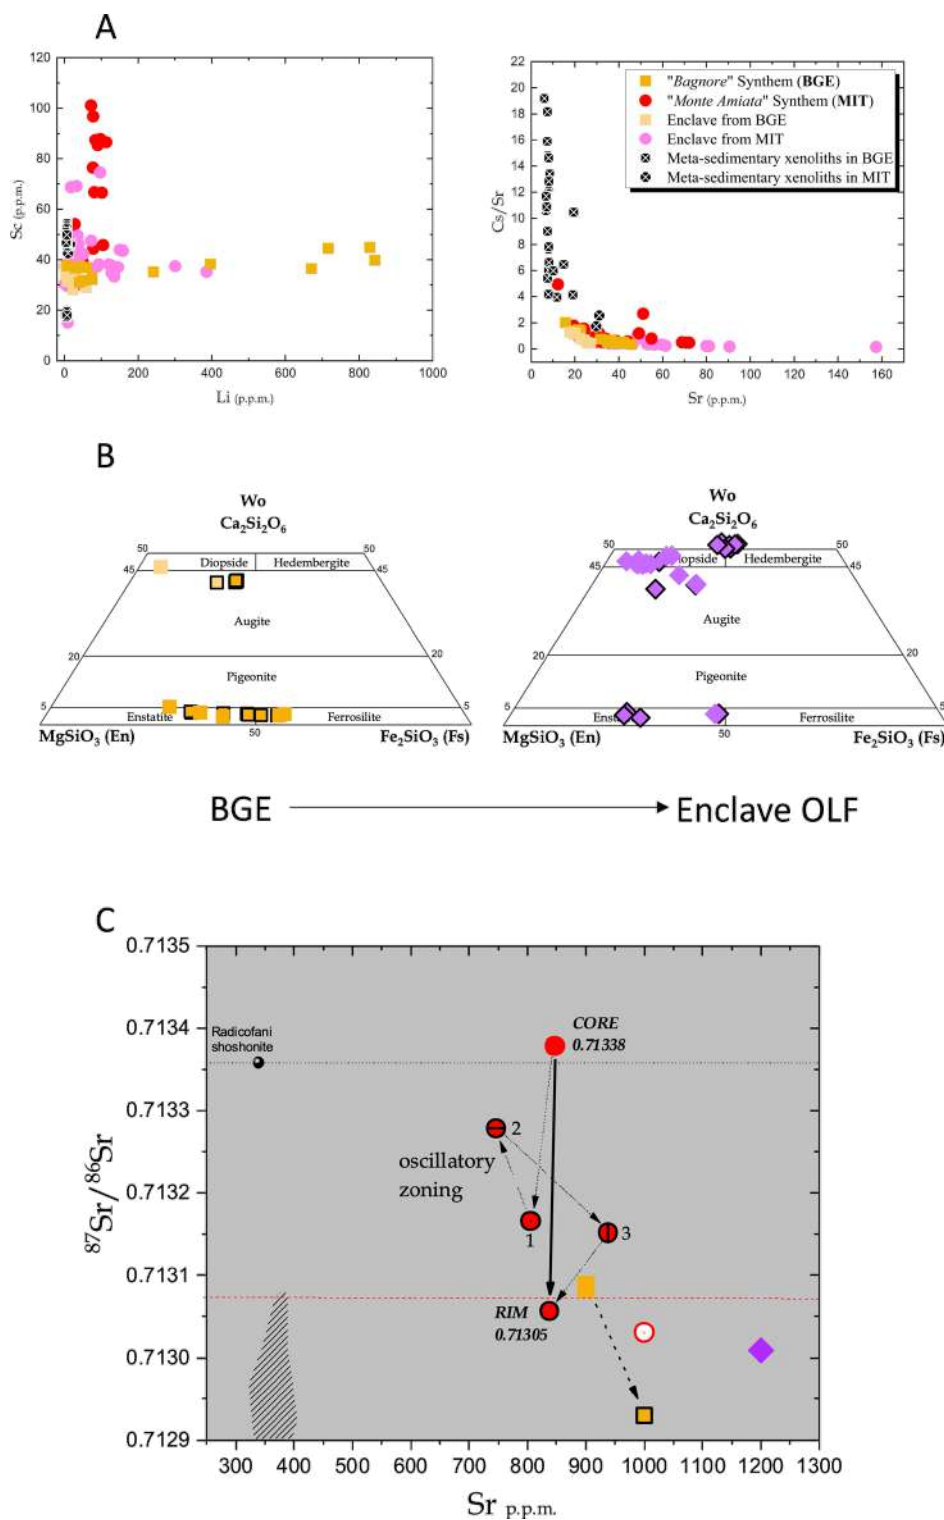 A
120
100
80
60
40
20
0
Sc (p.p.m.)
0
200
400
600
800
1000
Li (p.p.m.)
22
20
18
16
14
12
10
8
6
4
2
0
Cs/Sr
0
20
40
60
80
100
120
140
160
Sr (p.p.m.)
"Bagnore" Synthem (BGE)
"Monte Amiata" Synthem (MIT)
Enclave from BGE
Enclave from MIT
Meta-sedimentary xenoliths in BGE
Meta-sedimentary xenoliths in MIT
B
Wo
Ca2Si2O6
50
50
Diopside
Hedembergite
45
45
Augite
20
20
Pigeonite
5
5
Enstatite
Ferrosilite
MgSiO3 (En)
50
Fe2SiO3 (Fs)
Wo
Ca2Si2O6
50
50
Diopside
Hedembergite
45
45
Augite
20
20
Pigeonite
5
5
Enst
Ferrosilite
MgSiO3 (En)
50
Fe2SiO3 (Fs)
BGE
Enclave OLF
C
0.7135
0.7134
0.7133
0.7132
0.7131
0.7130
0.7129
87Sr/86Sr
Radicofani
shoshonite
CORE
0.71338
2
oscillatory
zoning
1
3
RIM
0.71305
300
400
500
600
700
800
900
1000
1100
1200
1300
Sr p.p.m.